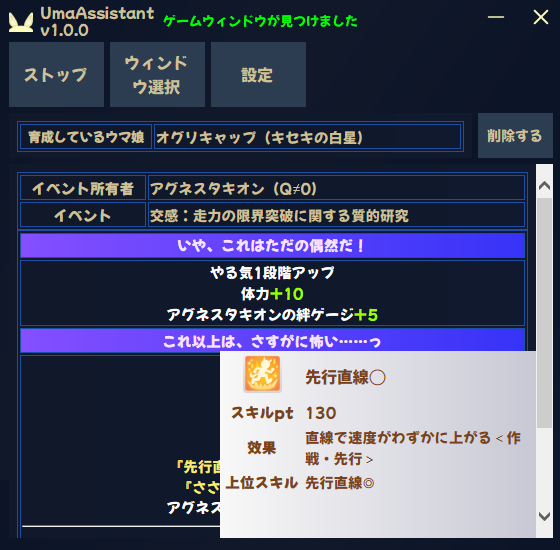 UmaAssistant
v1.0.0
ゲームウィンドウが見つけました
ストップ
ウィンド
ウ選択
設定
育成しているウマ娘
オグリキャップ（キセキの白星）
削除する
イベント所有者
アグネスタキオン（Q≠0）
イベント
交感：走力の限界突破に関する質的研究
いや、これはただの偶然だ！
やる気1段階アップ
体力+10
アグネスタキオンの絆ゲージ+5
これ以上は、さすがに怖い……っ
先行直線○
スキルpt 130
効果
直線で速度がわずかに上がる＜作
戦・先行＞
上位スキル 先行直線◎
『先行直
『ささ
アグネス